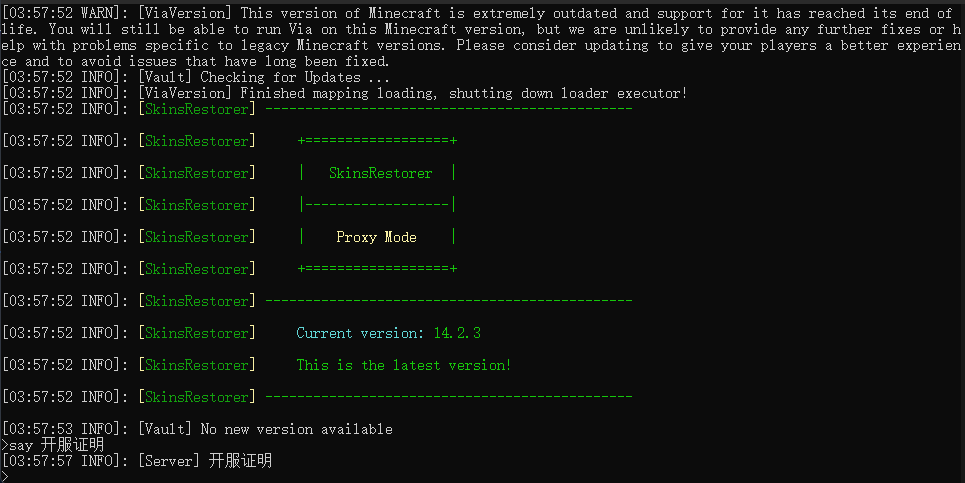 [03:57:52 WARN]: [ViaVersion] This version of Minecraft is extremely outdated and support for it has reached its end of
life. You will still be able to run Via on this Minecraft version, but we are unlikely to provide any further fixes or h
elp with problems specific to legacy Minecraft versions. Please consider updating to give your players a better experien
ce and to avoid issues that have long been fixed.
[03:57:52 INFO]: [Vault] Checking for Updates ...
[03:57:52 INFO]: [ViaVersion] Finished mapping loading, shutting down loader executor!
[03:57:52 INFO]: [SkinsRestorer] ----------------------------------------------
[03:57:52 INFO]: [SkinsRestorer]     +==================+
[03:57:52 INFO]: [SkinsRestorer]     |   SkinsRestorer  |
[03:57:52 INFO]: [SkinsRestorer]     |------------------|
[03:57:52 INFO]: [SkinsRestorer]     |    Proxy Mode    |
[03:57:52 INFO]: [SkinsRestorer]     +==================+
[03:57:52 INFO]: [SkinsRestorer] ----------------------------------------------
[03:57:52 INFO]: [SkinsRestorer]     Current version: 14.2.3
[03:57:52 INFO]: [SkinsRestorer]     This is the latest version!
[03:57:52 INFO]: [SkinsRestorer] ----------------------------------------------
[03:57:53 INFO]: [Vault] No new version available
>say 开服证明
[03:57:57 INFO]: [Server] 开服证明
>